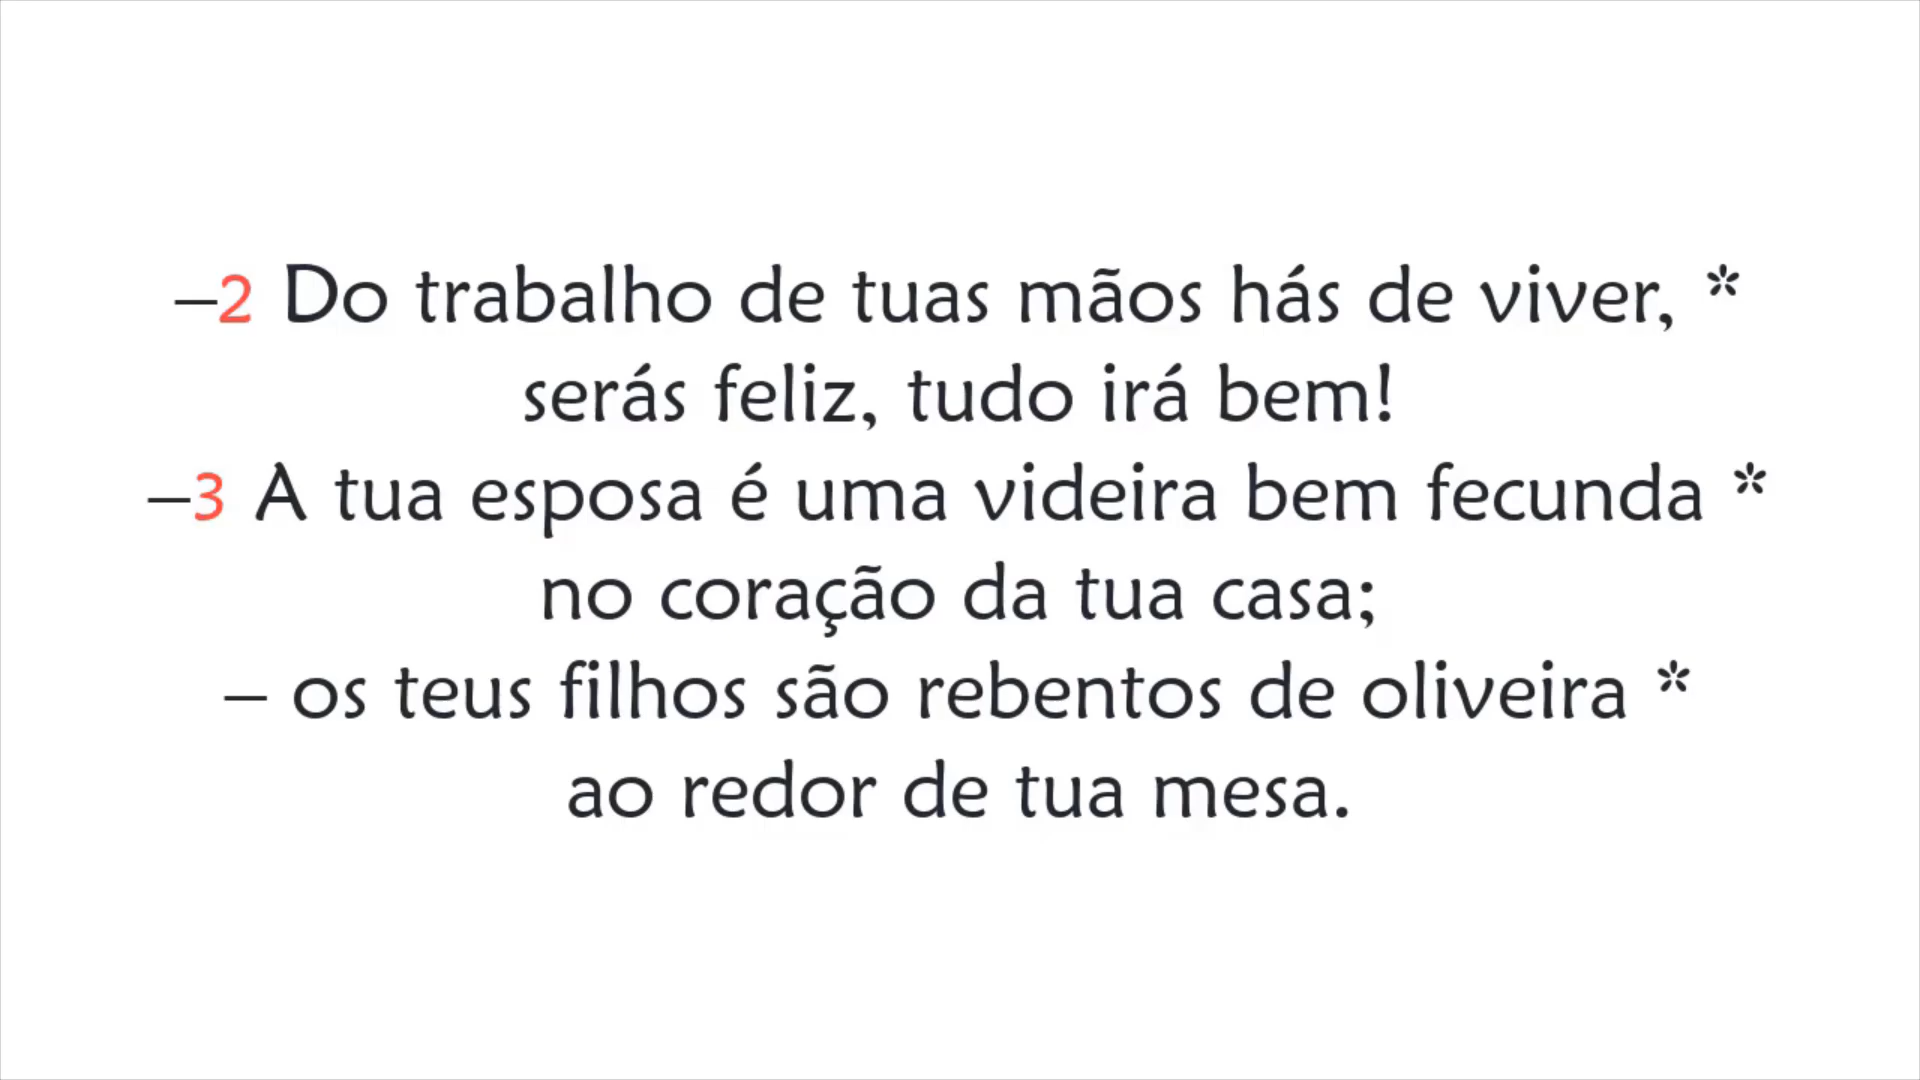 –2 Do trabalho de tuas mãos hás de viver, *
serás feliz, tudo irá bem!
–3 A tua esposa é uma videira bem fecunda *
no coração da tua casa;
– os teus filhos são rebentos de oliveira *
ao redor de tua mesa.